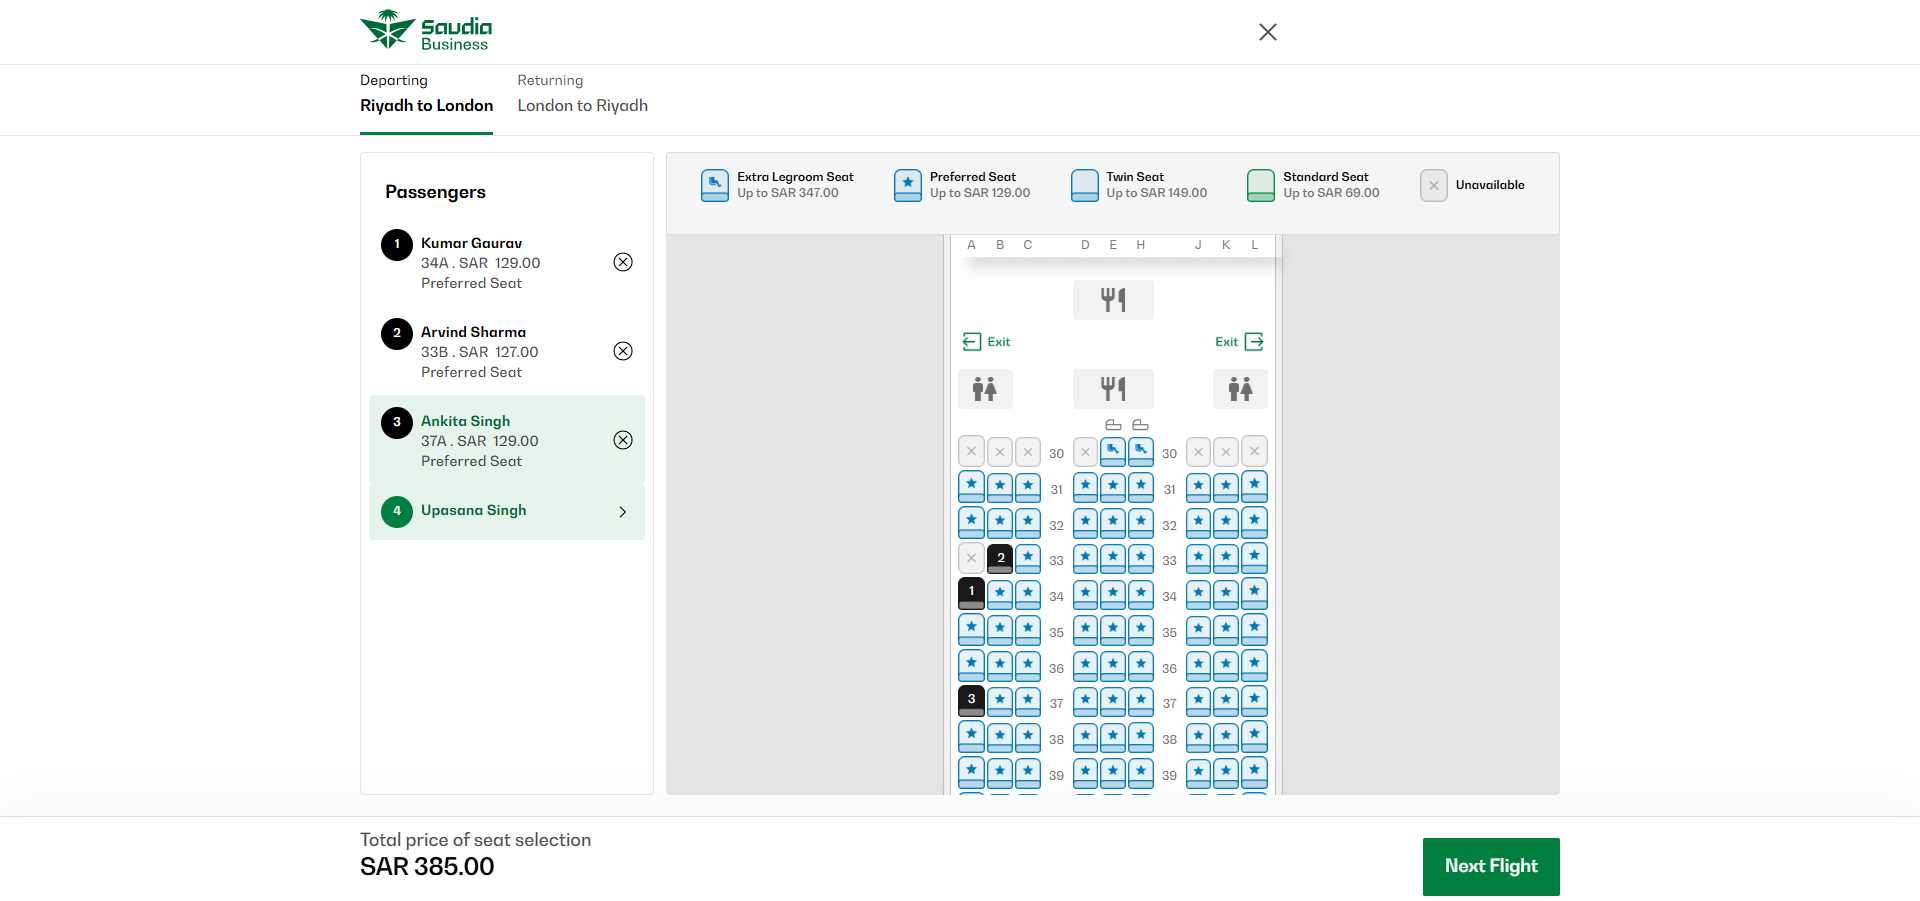 Saudia
Business
Departing
Returning
Riyadh to London
London to Riyadh
Passengers
1
Kumar Gaurav
34A . SAR 129.00
Preferred Seat
2
Arvind Sharma
33B . SAR 127.00
Preferred Seat
3
Ankita Singh
37A . SAR 129.00
Preferred Seat
4
Upasana Singh
Extra Legroom Seat
Up to SAR 347.00
Preferred Seat
Up to SAR 129.00
Twin Seat
Up to SAR 149.00
Standard Seat
Up to SAR 69.00
Unavailable
A B C D E H J K L
Exit
Exit
30 30
31 31
32 32
2 33 33
1 34 34
35 35
36 36
3 37 37
38 38
39 39
Total price of seat selection
SAR 385.00
Next Flight